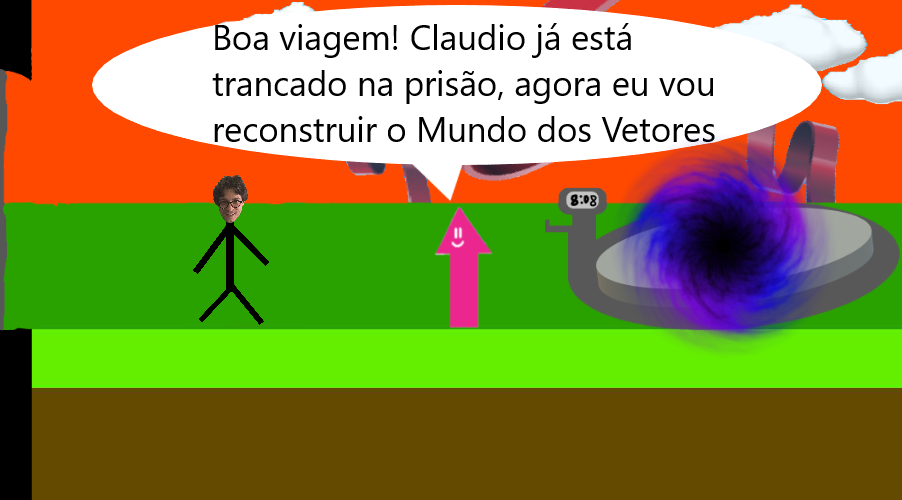 Boa viagem! Claudio já está
trancado na prisão, agora eu vou
reconstruir o Mundo dos Vetores
8:08